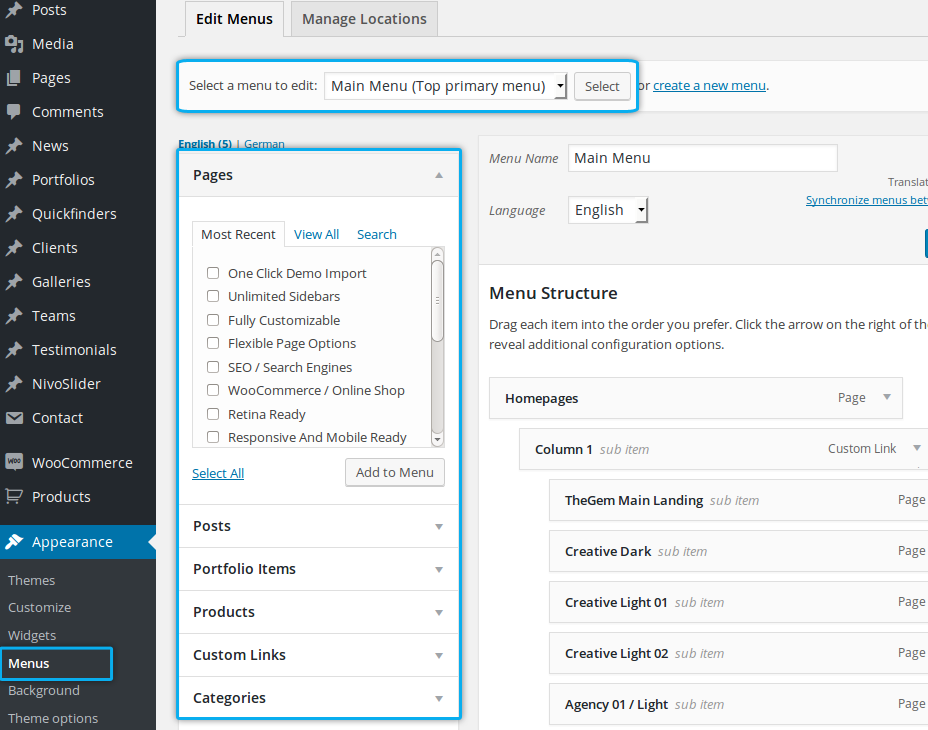 Posts
Media
Pages
Comments
News
Portfolios
Quickfinders
Clients
Galleries
Teams
Testimonials
NivoSlider
Contact
WooCommerce
Products
Appearance
Themes
Customize
Widgets
Menus
Background
Theme options
Edit Menus Manage Locations
Select a menu to edit: Main Menu (Top primary menu) Select or create a new menu.
English (5) | German
Pages
Most Recent View All Search
One Click Demo Import
Unlimited Sidebars
Fully Customizable
Flexible Page Options
SEO / Search Engines
WooCommerce / Online Shop
Retina Ready
Responsive And Mobile Ready
Select All Add to Menu
Posts
Portfolio Items
Products
Custom Links
Categories
Menu Name Main Menu
Translat
Language English Synchronize menus bet
Menu Structure
Drag each item into the order you prefer. Click the arrow on the right of the
reveal additional configuration options.
Homepages Page
Column 1 sub item Custom Link
TheGem Main Landing sub item Page
Creative Dark sub item Page
Creative Light 01 sub item Page
Creative Light 02 sub item Page
Agency 01 / Light sub item Page